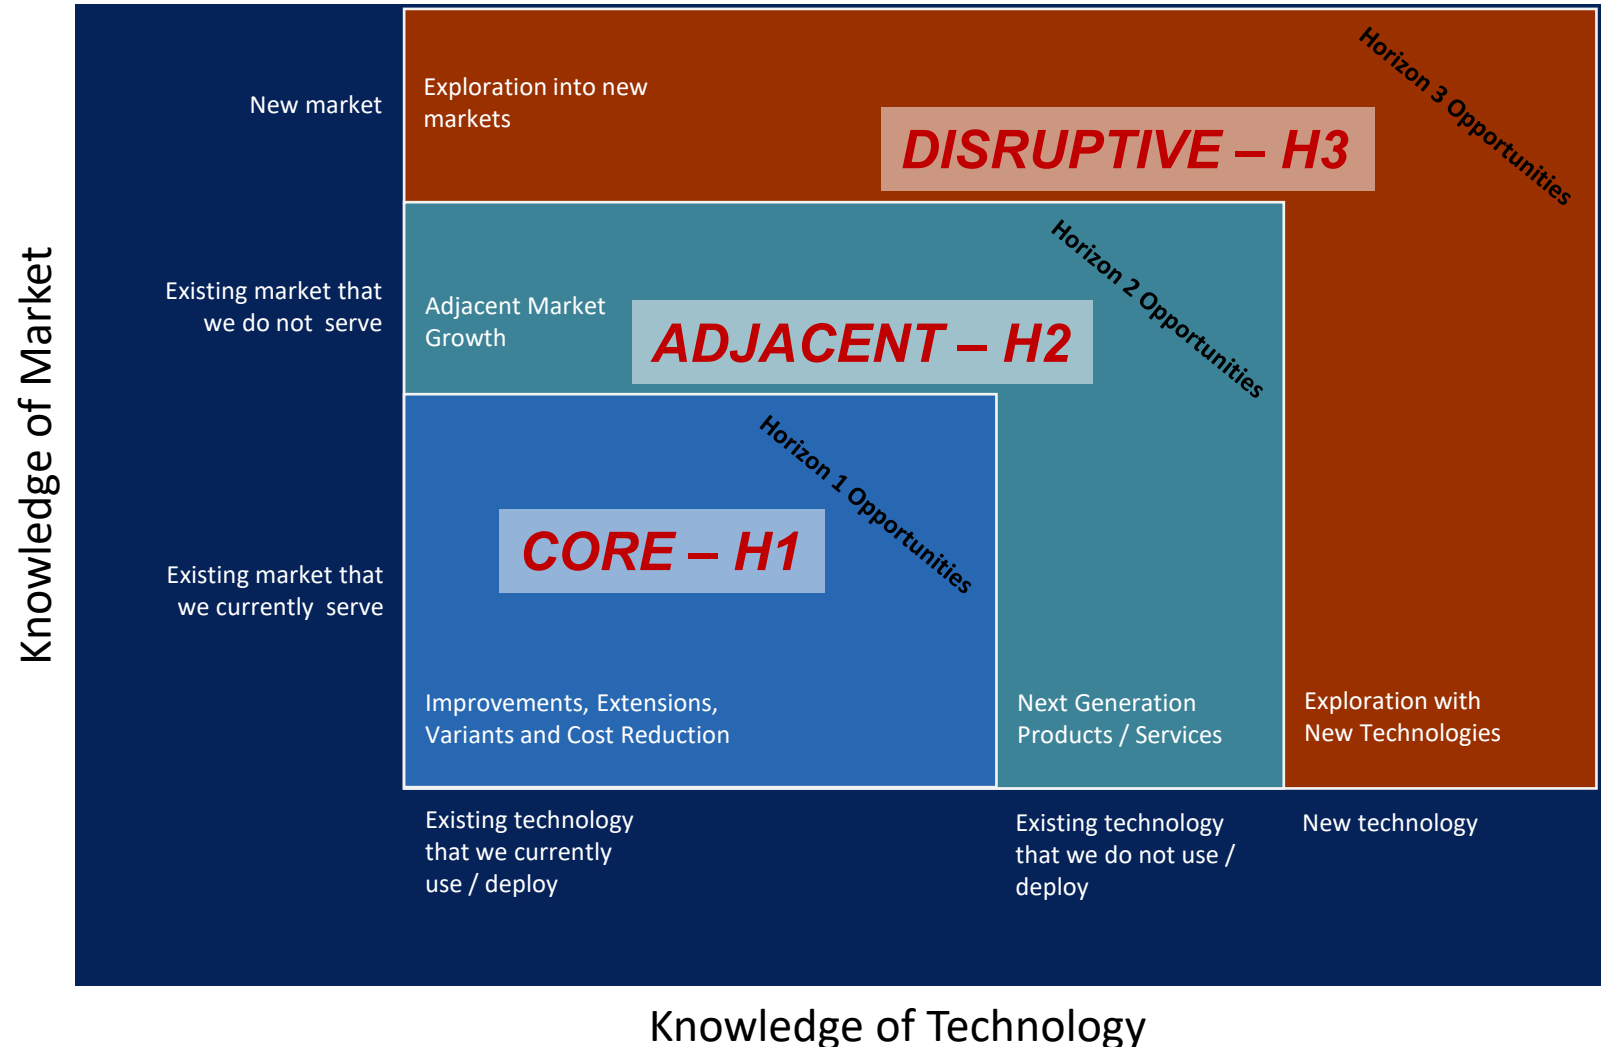 New market
Exploration into new
markets
DISRUPTIVE – H3
Horizon 3 Opportunities
Existing market that
we do not  serve
Adjacent Market
Growth
ADJACENT – H2
Horizon 2 Opportunities
Existing market that
we currently  serve
CORE – H1
Horizon 1 Opportunities
Improvements, Extensions,
Variants and Cost Reduction
Next Generation
Products / Services
Exploration with
New Technologies
Existing technology
that we currently
use / deploy
Existing technology
that we do not use /
deploy
New technology
Knowledge of Market
Knowledge of Technology